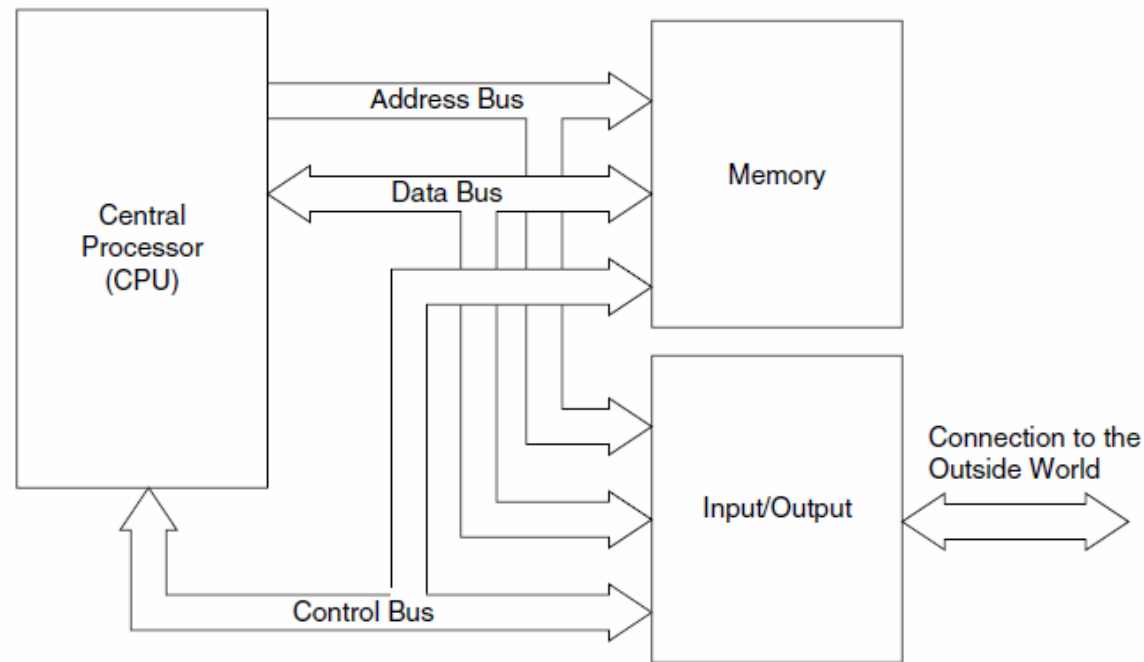 Address Bus
Memory
Data Bus
Central
Processor
(CPU)
Connection to the
Outside World
Input/Output
Control Bus